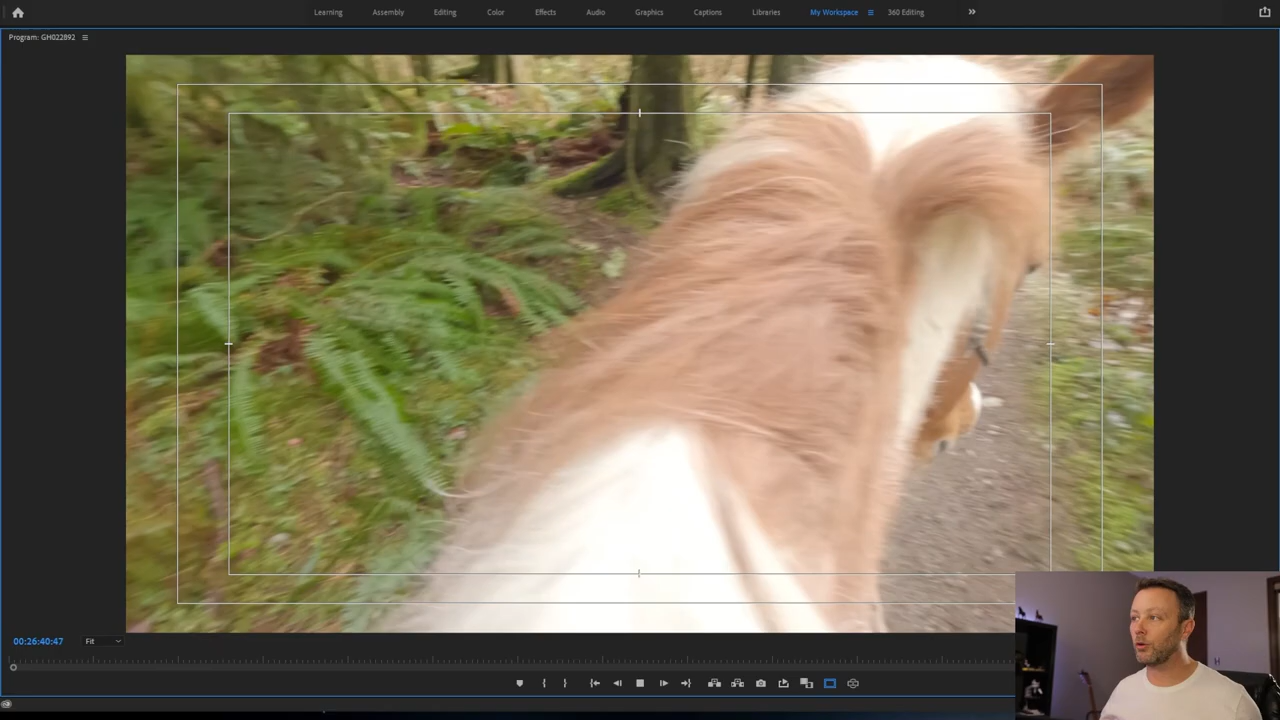 Learning Assembly Editing Color Effects Audio Graphics Captions Libraries My Workspace 360 Editing
Program: GH022892
00:26:40:47 Fit